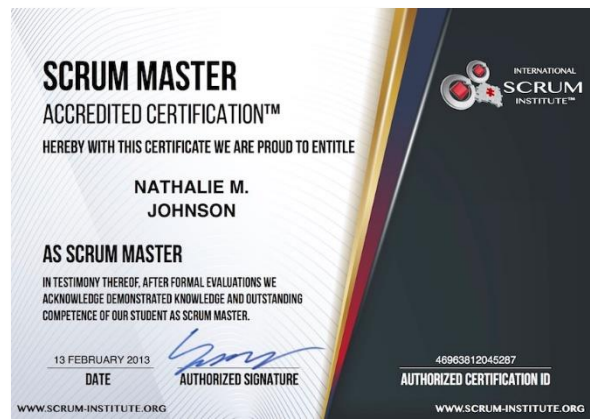 SCRUM MASTER
ACCREDITED CERTIFICATION™
HEREBY WITH THIS CERTIFICATE WE ARE PROUD TO ENTITLE
NATHALIE M.
JOHNSON
AS SCRUM MASTER
IN TESTIMONY THEREOF, AFTER FORMAL EVALUATIONS WE
ACKNOWLEDGE DEMONSTRATED KNOWLEDGE AND OUTSTANDING
COMPETENCE OF OUR STUDENT AS SCRUM MASTER.
13 FEBRUARY 2013
DATE
AUTHORIZED SIGNATURE
WWW.SCRUM-INSTITUTE.ORG
INTERNATIONAL
SCRUM
INSTITUTE™
46963812045287
AUTHORIZED CERTIFICATION ID
WWW.SCRUM-INSTITUTE.ORG